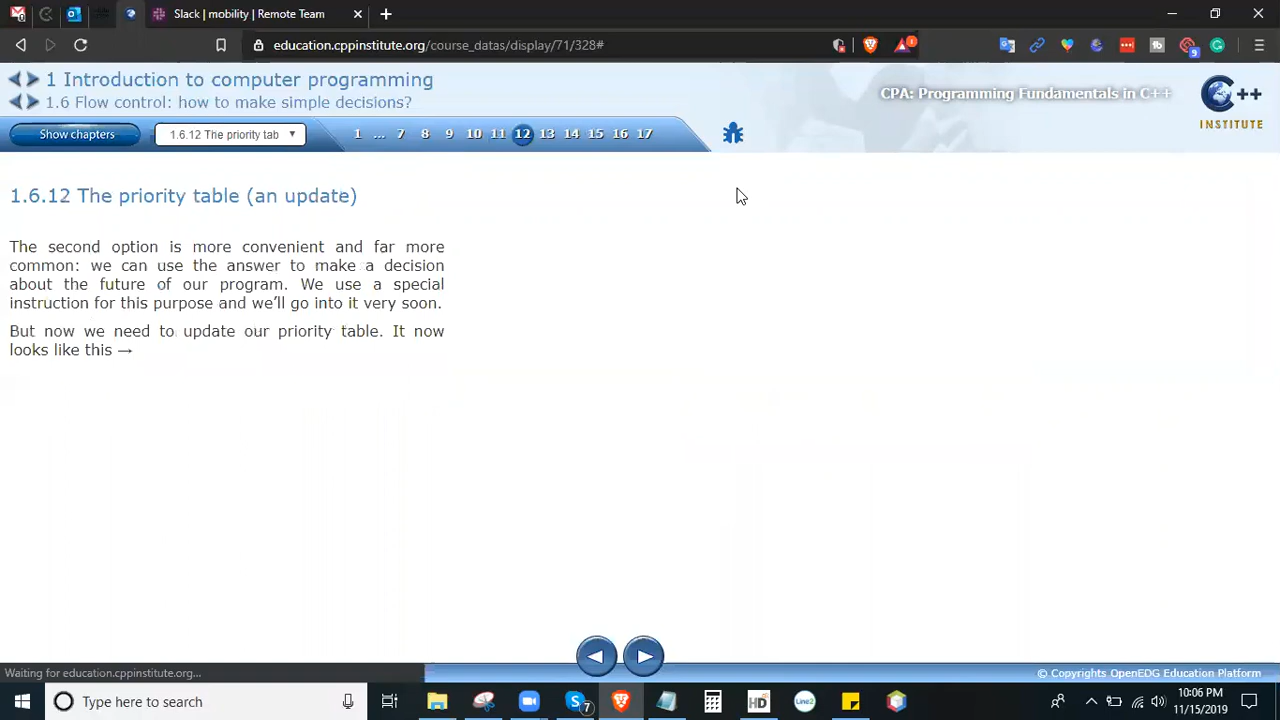 Slack | mobility | Remote Team
education.cppinstitute.org/course_datas/display/71/328#
1 Introduction to computer programming
1.6 Flow control: how to make simple decisions?
CPA: Programming Fundamentals in C++
C++
INSTITUTE
Show chapters
1.6.12 The priority tab
1 ... 7 8 9 10 11 12 13 14 15 16 17
1.6.12 The priority table (an update)
The second option is more convenient and far more
common: we can use the answer to make a decision
about the future of our program. We use a special
instruction for this purpose and we'll go into it very soon.
But now we need to update our priority table. It now
looks like this →
Waiting for education.cppinstitute.org...
© Copyrights OpenEDG Education Platform
Type here to search
7
HD
Line2
10:06 PM
11/15/2019